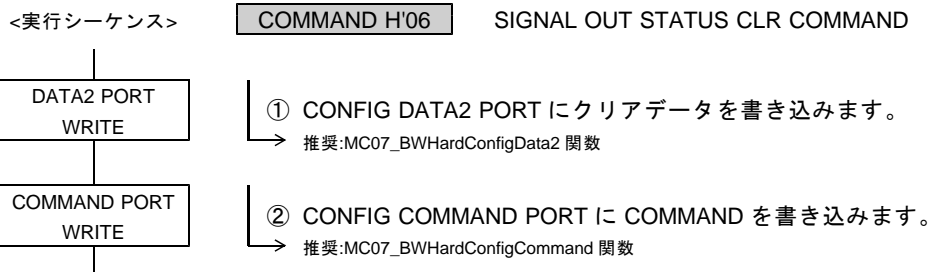 <実行シーケンス> COMMAND H'06 SIGNAL OUT STATUS CLR COMMAND
DATA2 PORT
WRITE
① CONFIG DATA2 PORT にクリアデータを書き込みます。
推奨:MC07_BWHardConfigData2 関数
COMMAND PORT
WRITE
② CONFIG COMMAND PORT に COMMAND を書き込みます。
推奨:MC07_BWHardConfigCommand 関数